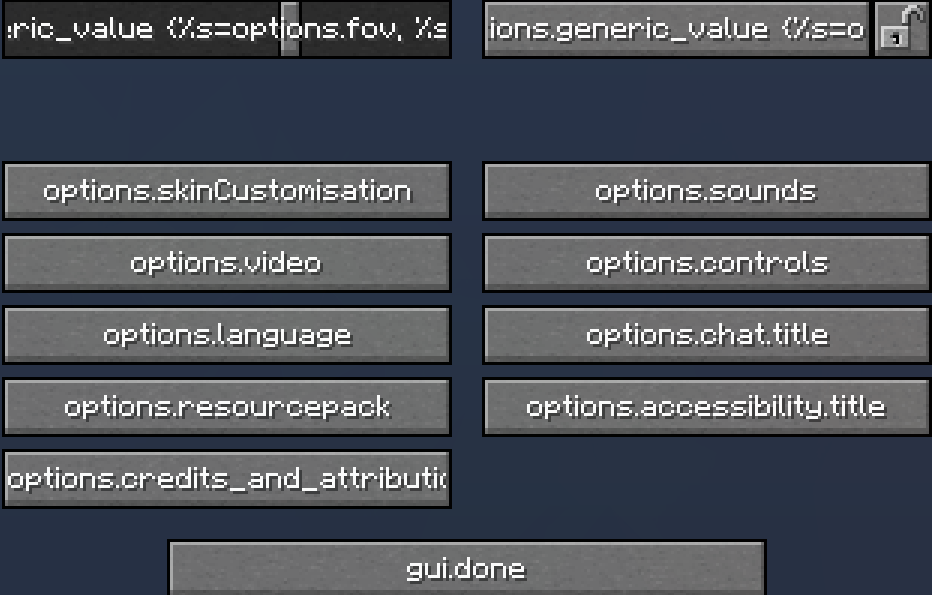 ric_value {%s=options.fov, %s
ions.generic_value {%s=o
options.skinCustomisation
options.sounds
options.video
options.controls
options.language
options.chat.title
options.resourcepack
options.accessibility.title
options.credits_and_attributio
gui.done